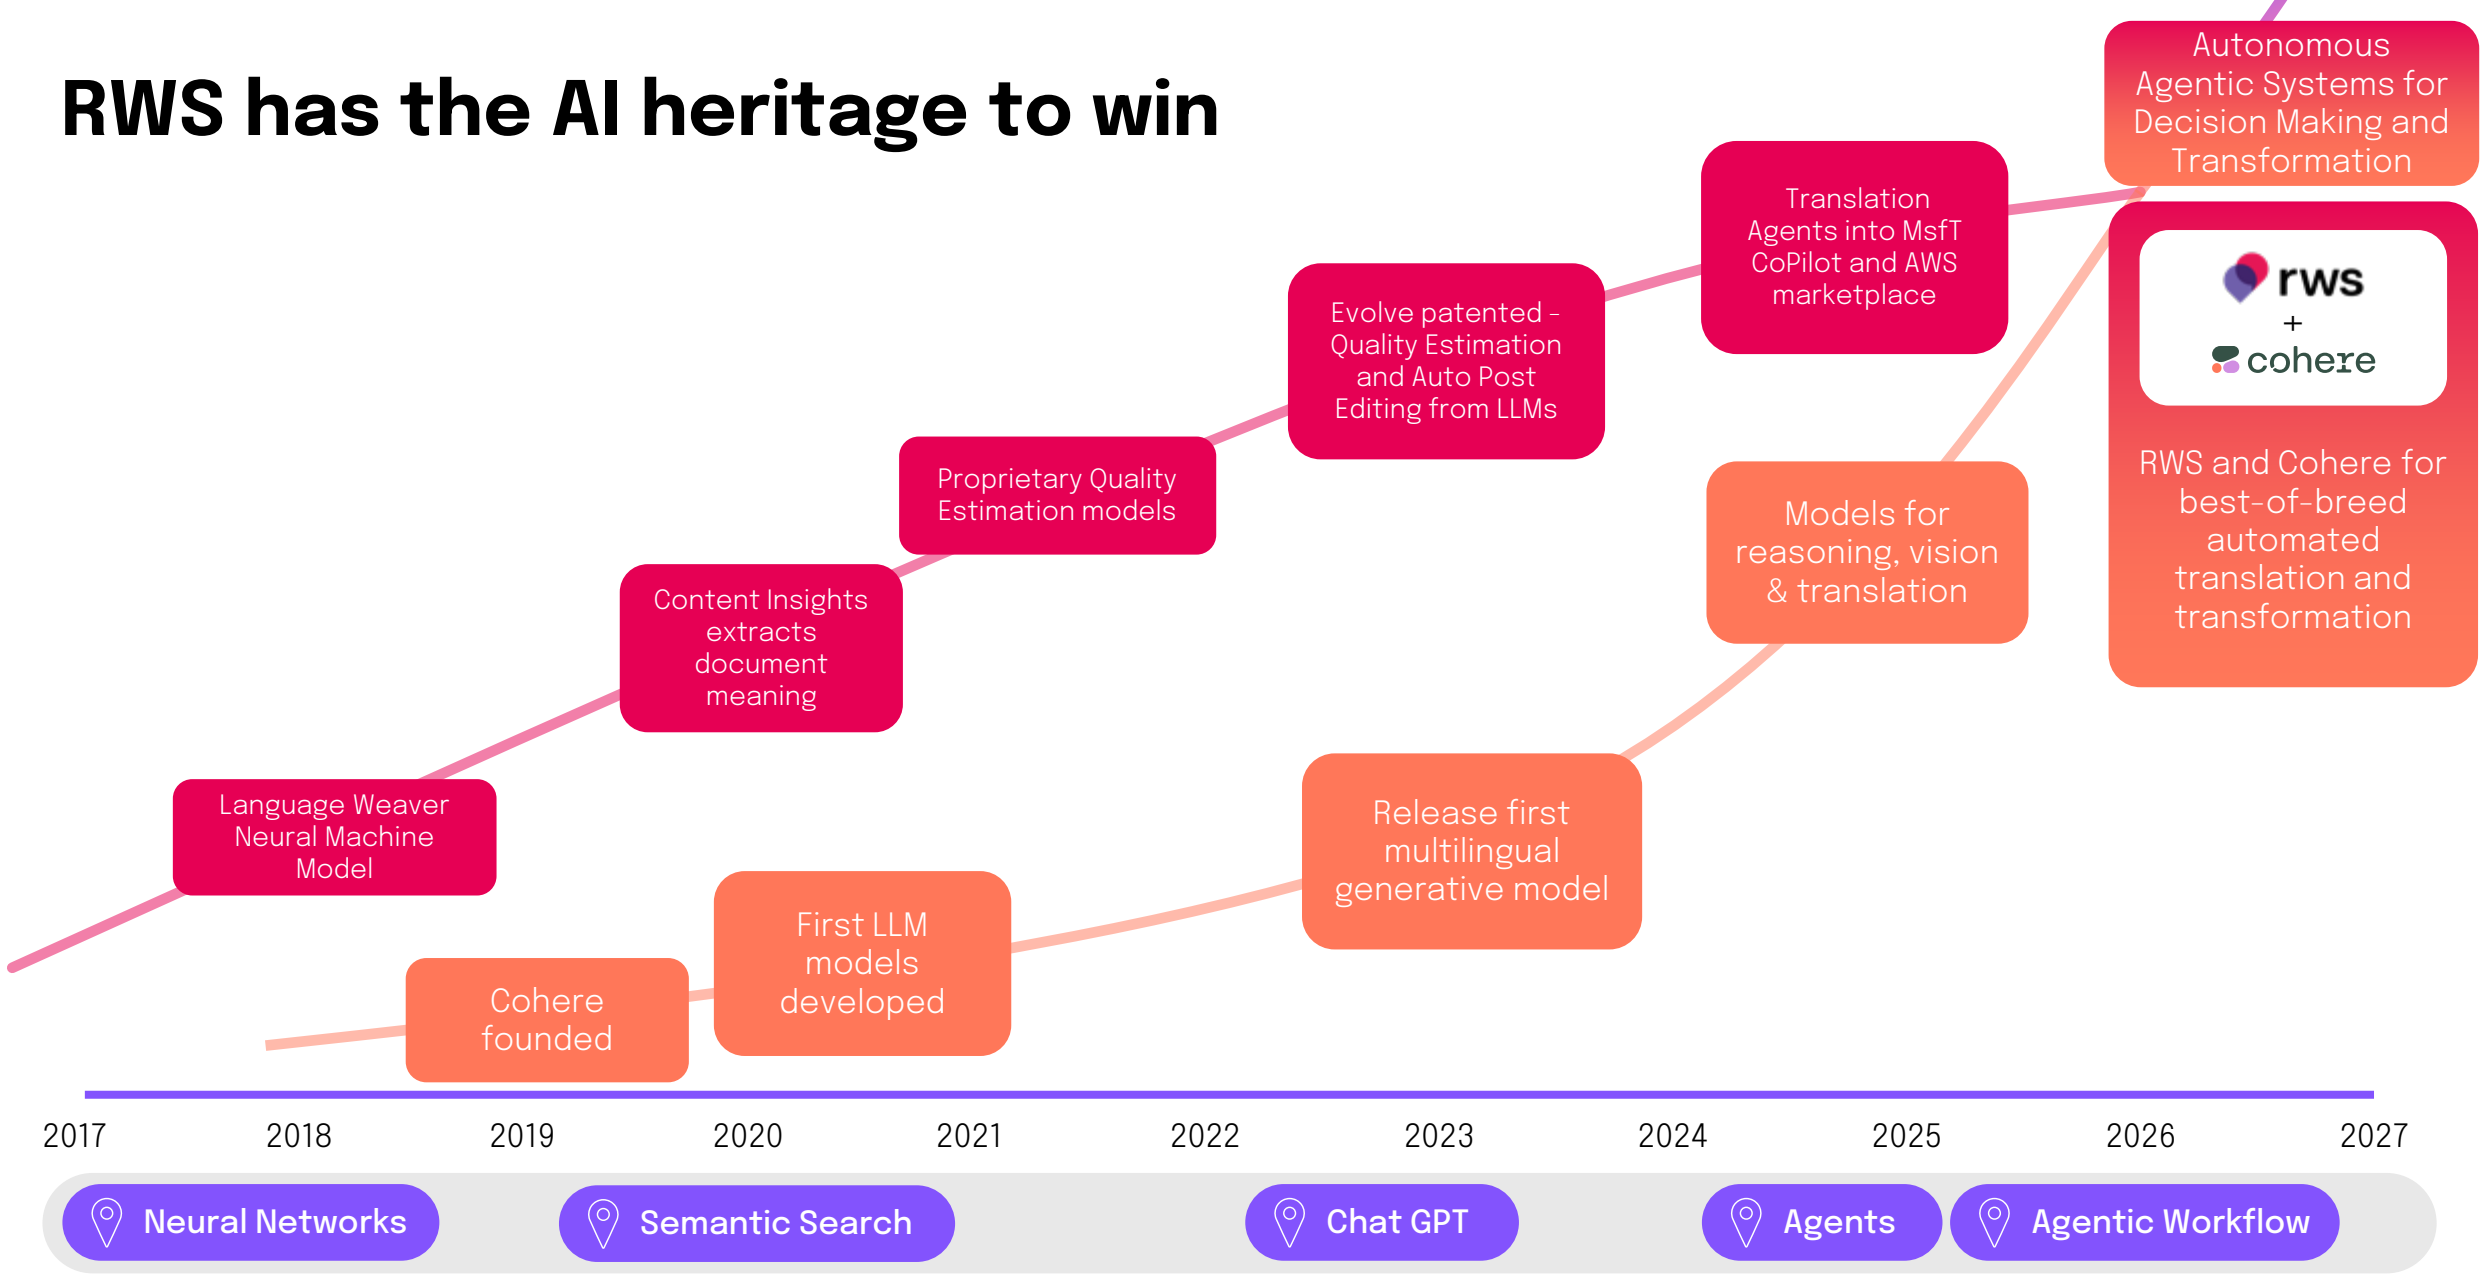 RWS has the AI heritage to win
Autonomous
Agentic Systems for
Decision Making and
Transformation
Translation
Agents into MsfT
CoPilot and AWS
marketplace
rws
+
cohere
RWS and Cohere for
best-of-breed
automated
translation and
transformation
Evolve patented -
Quality Estimation
and Auto Post
Editing from LLMs
Proprietary Quality
Estimation models
Models for
reasoning, vision
& translation
Content Insights
extracts
document
meaning
Language Weaver
Neural Machine
Model
Release first
multilingual
generative model
First LLM
models
developed
Cohere
founded
2017 2018 2019 2020 2021 2022 2023 2024 2025 2026 2027
Neural Networks Semantic Search Chat GPT Agents Agentic Workflow